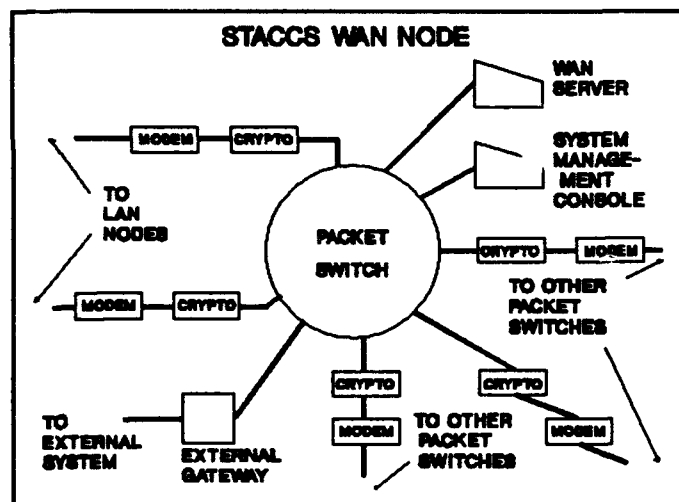 STACCS WAN NODE
WAN
SERVER
MODEM
CRYPTO
SYSTEM
MANAGE-
MENT
CONSOLE
TO
LAN
NODES
PACKET
SWITCH
CRYPTO
MODEM
MODEM
CRYPTO
TO OTHER
PACKET
SWITCHES
CRYPTO
MODEM
CRYPTO
MODEM
TO
EXTERNAL
SYSTEM
EXTERNAL
GATEWAY
TO OTHER
PACKET
SWITCHES